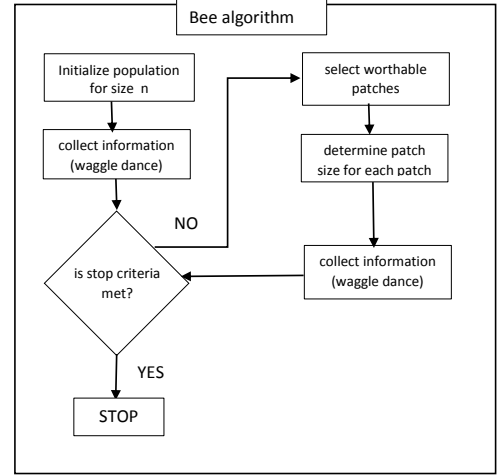 Bee algorithm
Initialize population
for size n
collect information
(waggle dance)
is stop criteria
met?
NO
YES
STOP
select worthable
patches
determine patch
size for each patch
collect information
(waggle dance)